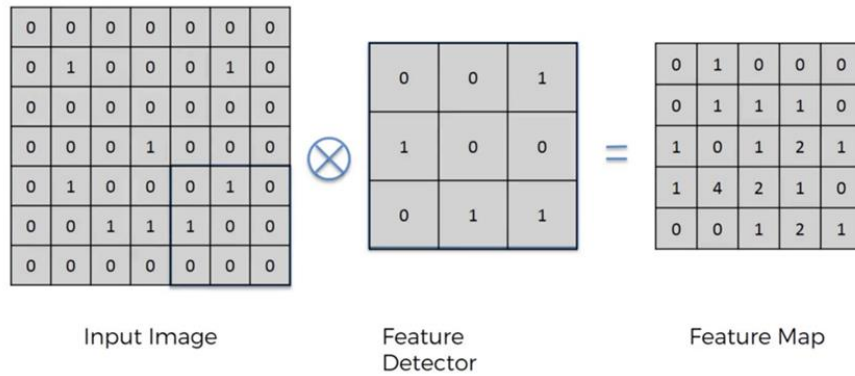 0 0 0 0 0 0 0
0 1 0 0 0 1 0
0 0 0 0 0 0 0
0 0 0 1 0 0 0
0 1 0 0 0 1 0
0 0 1 1 1 0 0
0 0 0 0 0 0 0
0 0 1
1 0 0
0 1 1
=
0 1 0 0 0
0 1 1 1 0
1 0 1 2 1
1 4 2 1 0
0 0 1 2 1
Input Image
Feature
Detector
Feature Map